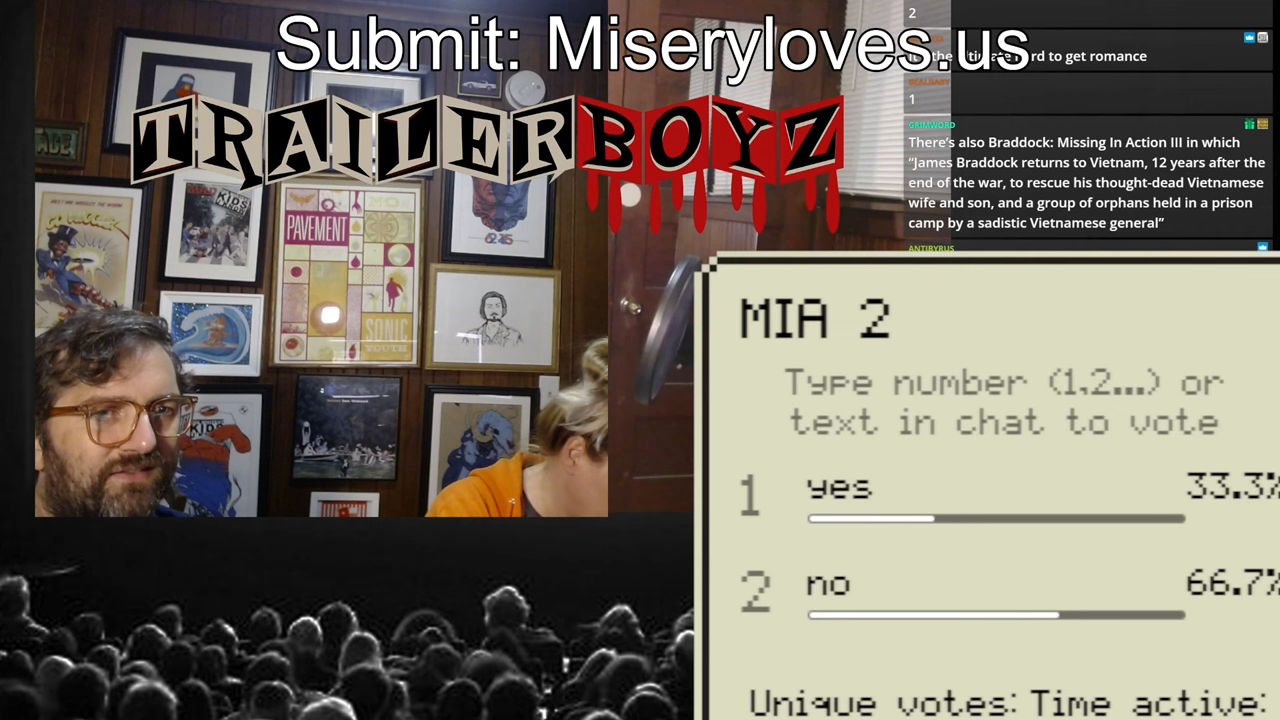 Submit: Miseryloves.us
TRAILERBOYZ
2
rd to get romance
1
GRIMWORD
There's also Braddock: Missing In Action III in which
"James Braddock returns to Vietnam, 12 years after the
end of the war, to rescue his thought-dead Vietnamese
wife and son, and a group of orphans held in a prison
camp by a sadistic Vietnamese general"
ANTIBYRUS
PAVEMENT
SONIC
YOUTH
KIDS
MIA 2
Type number (1,2...) or
text in chat to vote
1 yes 33.3%
2 no 66.7%
Unique votes: Time active: